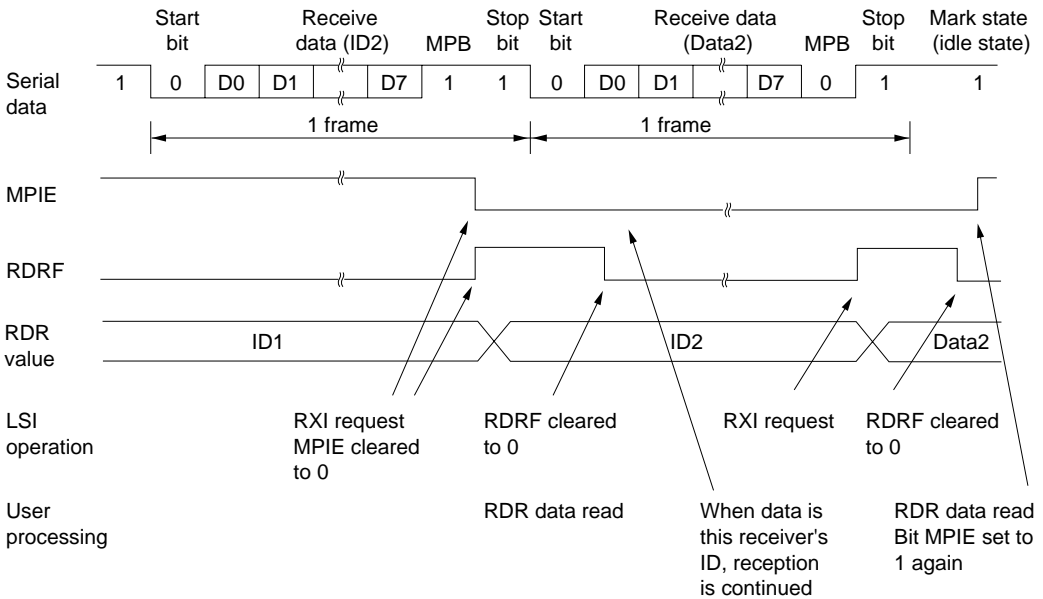 Start bit Receive data (ID2) MPB Stop bit Start bit Receive data (Data2) MPB Stop bit Mark state (idle state)
Serial data 1 0 D0 D1 D7 1 1 0 D0 D1 D7 0 1 1
1 frame 1 frame
MPIE
RDRF
RDR value ID1 ID2 Data2
LSI operation RXI request MPIE cleared to 0 RDRF cleared to 0 RXI request RDRF cleared to 0
User processing RDR data read When data is this receiver's ID, reception is continued RDR data read Bit MPIE set to 1 again